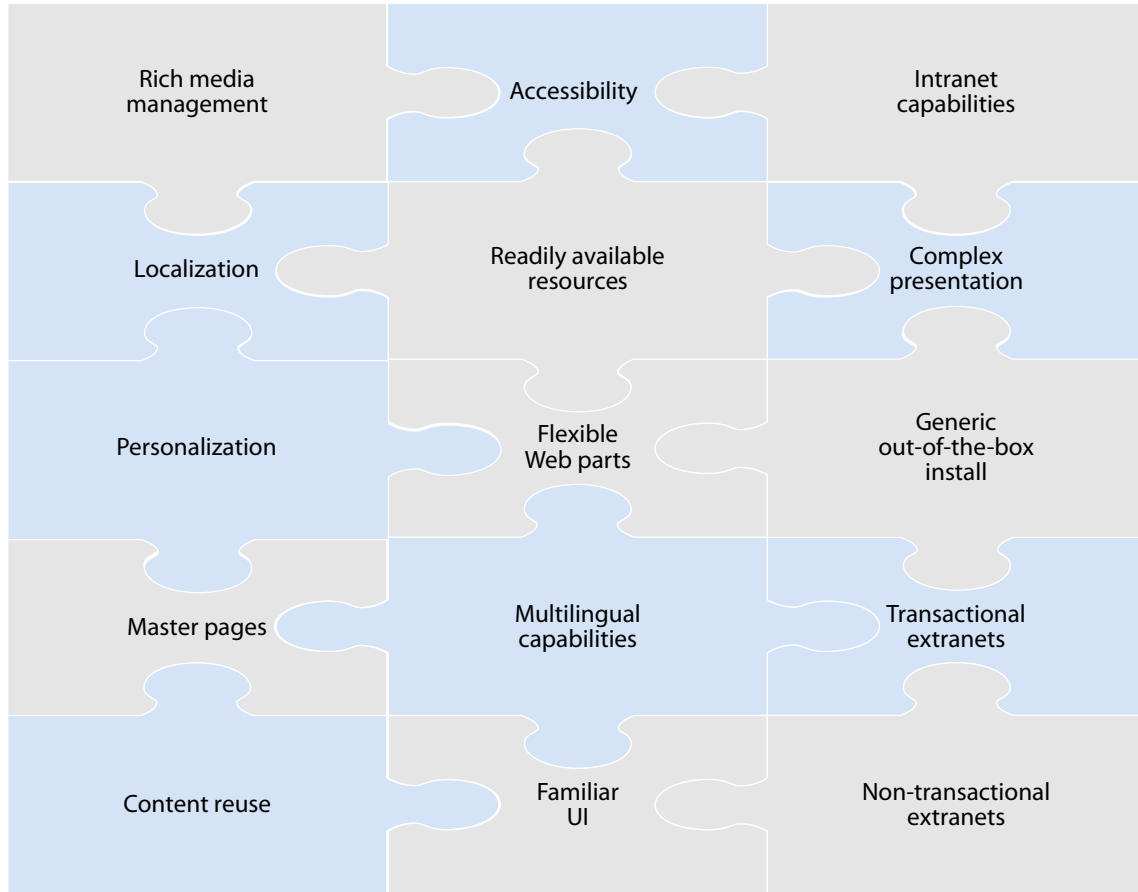 Rich media
management
Accessibility
Intranet
capabilities
Localization
Readily available
resources
Complex
presentation
Personalization
Flexible
Web parts
Generic
out-of-the-box
install
Master pages
Multilingual
capabilities
Transactional
extranets
Content reuse
Familiar
UI
Non-transactional
extranets